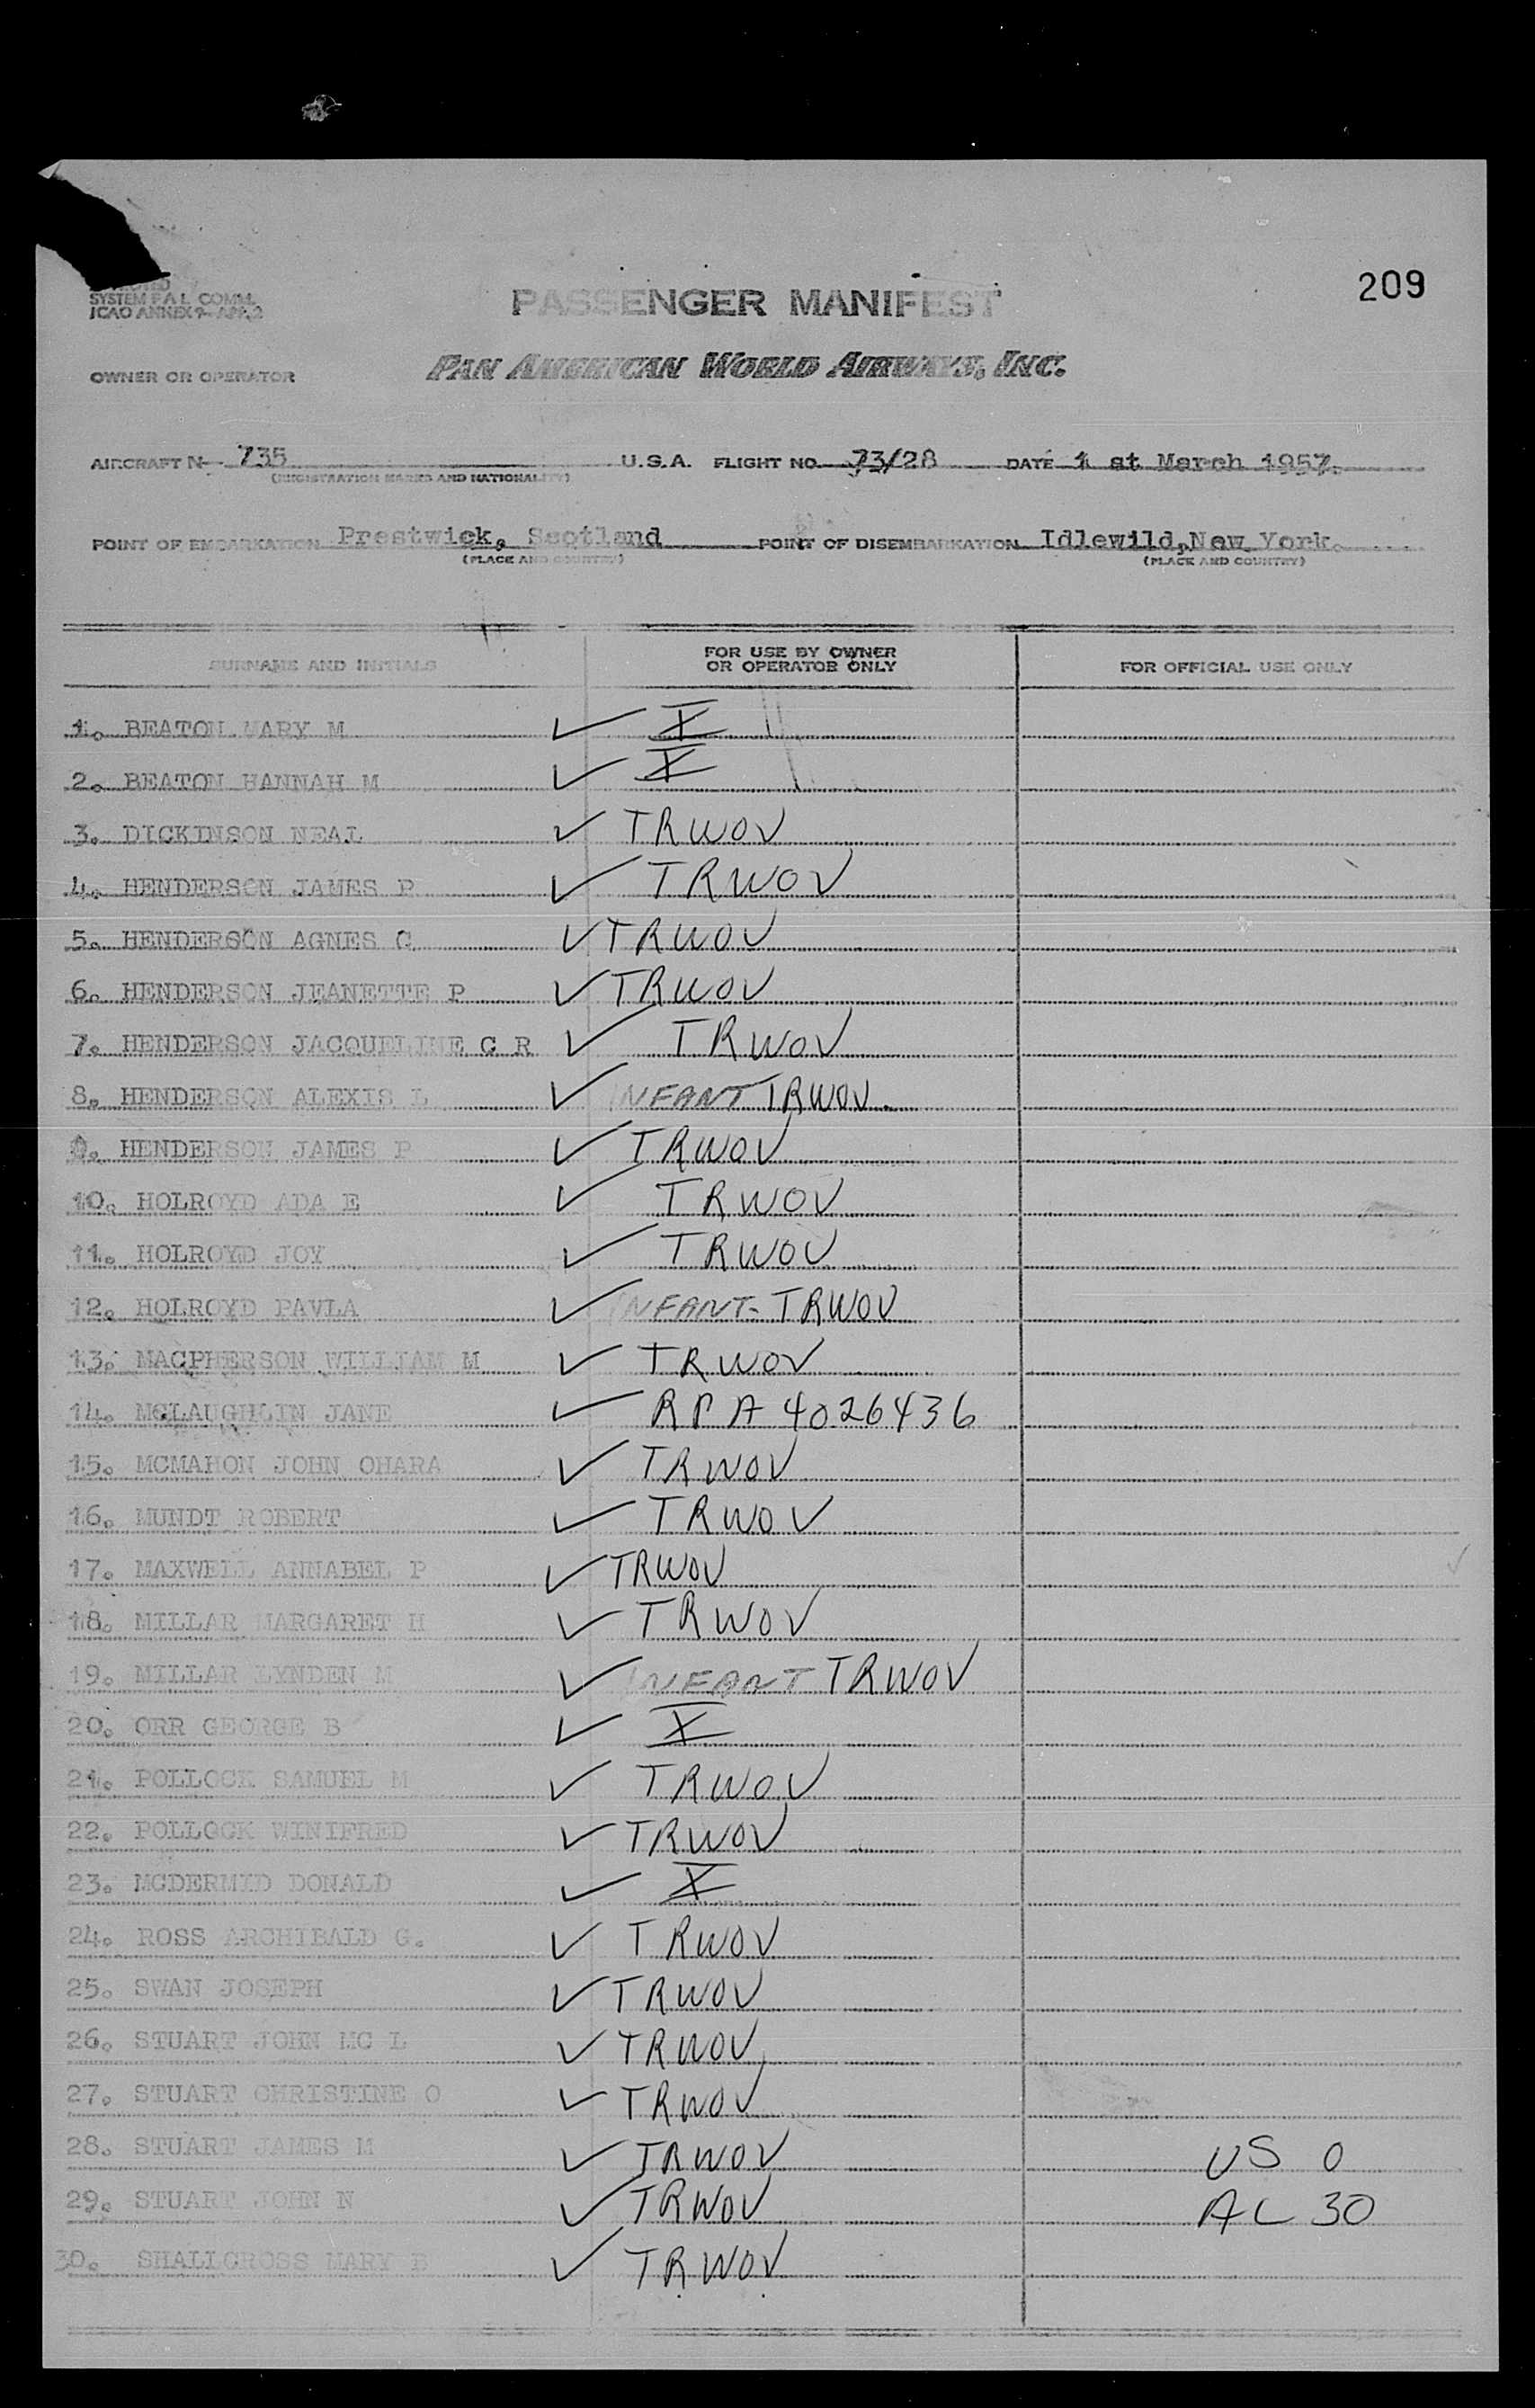 209
SYSTEM F.A.L. COMM.
ICAO ANNEX 9- APP. 2
PASSENGER MANIFEST
OWNER OR OPERATOR PAN AMERICAN WORLD AIRWAYS, INC.
AIRCRAFT N- 735 U.S.A. FLIGHT NO. 73/28 DATE 1 st March 1957.
(REGISTRATION MARKS AND NATIONALITY)
POINT OF EMBARKATION Prestwick, Scotland POINT OF DISEMBARKATION Idlewild, New York.
(PLACE AND COUNTRY) (PLACE AND COUNTRY)
SURNAME AND INITIALS FOR USE BY OWNER OR OPERATOR ONLY FOR OFFICIAL USE ONLY
1. BEATON MARY M ✓ X
2. BEATON HANNAH M ✓ X
3. DICKINSON NEAL ✓ TRWOV
4. HENDERSON JAMES P ✓ TRWOV
5. HENDERSON AGNES C ✓ TRWOV
6. HENDERSON JEANETTE P ✓ TRWOV
7. HENDERSON JACQUELINE C R ✓ TRWOV
8. HENDERSON ALEXIS L ✓ INFANT TRWOV
9. HENDERSON JAMES P ✓ TRWOV
10. HOLROYD ADA E ✓ TRWOV
11. HOLROYD JOY ✓ TRWOV
12. HOLROYD PAVLA ✓ INFANT- TRWOV
13. MACPHERSON WILLIAM M ✓ TRWOV
14. MCLAUGHLIN JANE ✓ RP A 4026436
15. MCMAHON JOHN OHARA ✓ TRWOV
16. MUNDT ROBERT ✓ TRWOV
17. MAXWELL ANNABEL P ✓ TRWOV
18. MILLAR MARGARET H ✓ TRWOV
19. MILLAR LYNDEN M ✓ INFANT TRWOV
20. ORR GEORGE B ✓ X
21. POLLOCK SAMUEL M ✓ TRWOV
22. POLLOCK WINIFRED ✓ TRWOV
23. MCDERMID DONALD ✓ X
24. ROSS ARCHIBALD G. ✓ TRWOV
25. SWAN JOSEPH ✓ TRWOV
26. STUART JOHN MC L ✓ TRWOV
27. STUART CHRISTINE O ✓ TRWOV
28. STUART JAMES M ✓ TRWOV US 0
29. STUART JOHN N ✓ TRWOV AL 30
30. SHALLCROSS MARY B ✓ TRWOV